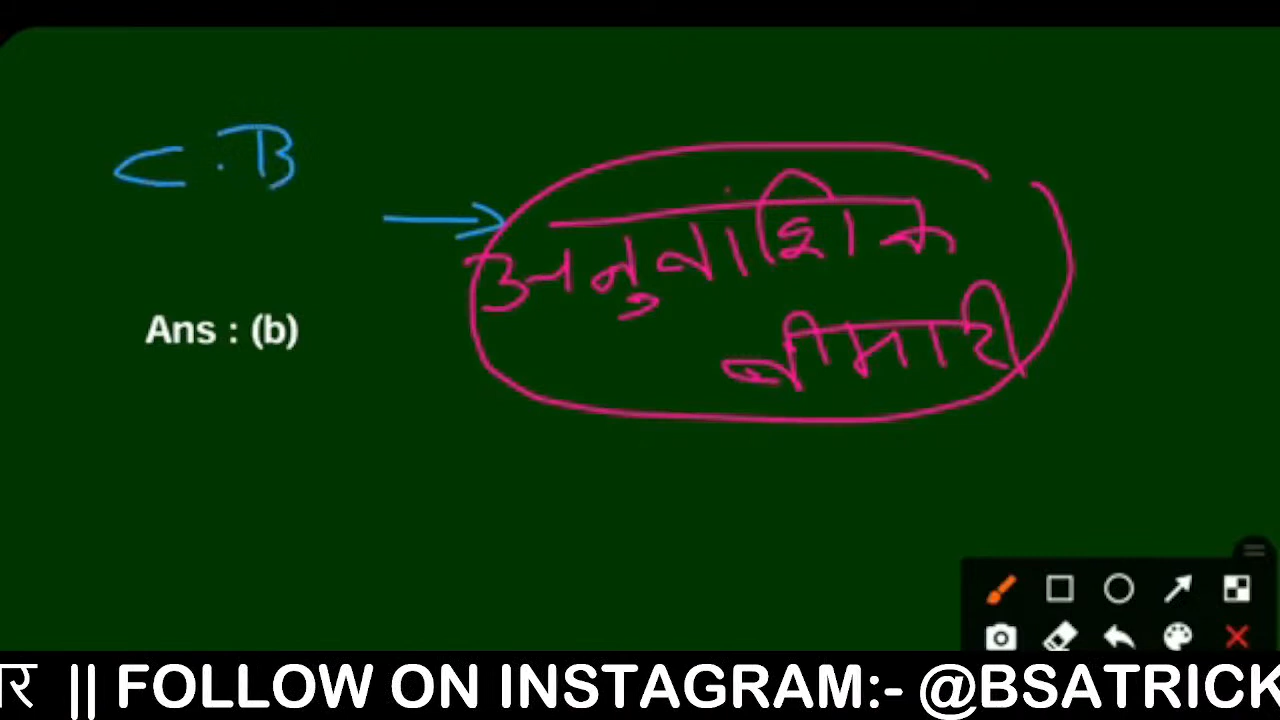 C.B
अनुवांशिक
बीमारी
Ans : (b)
र || FOLLOW ON INSTAGRAM:- @BSATRICK